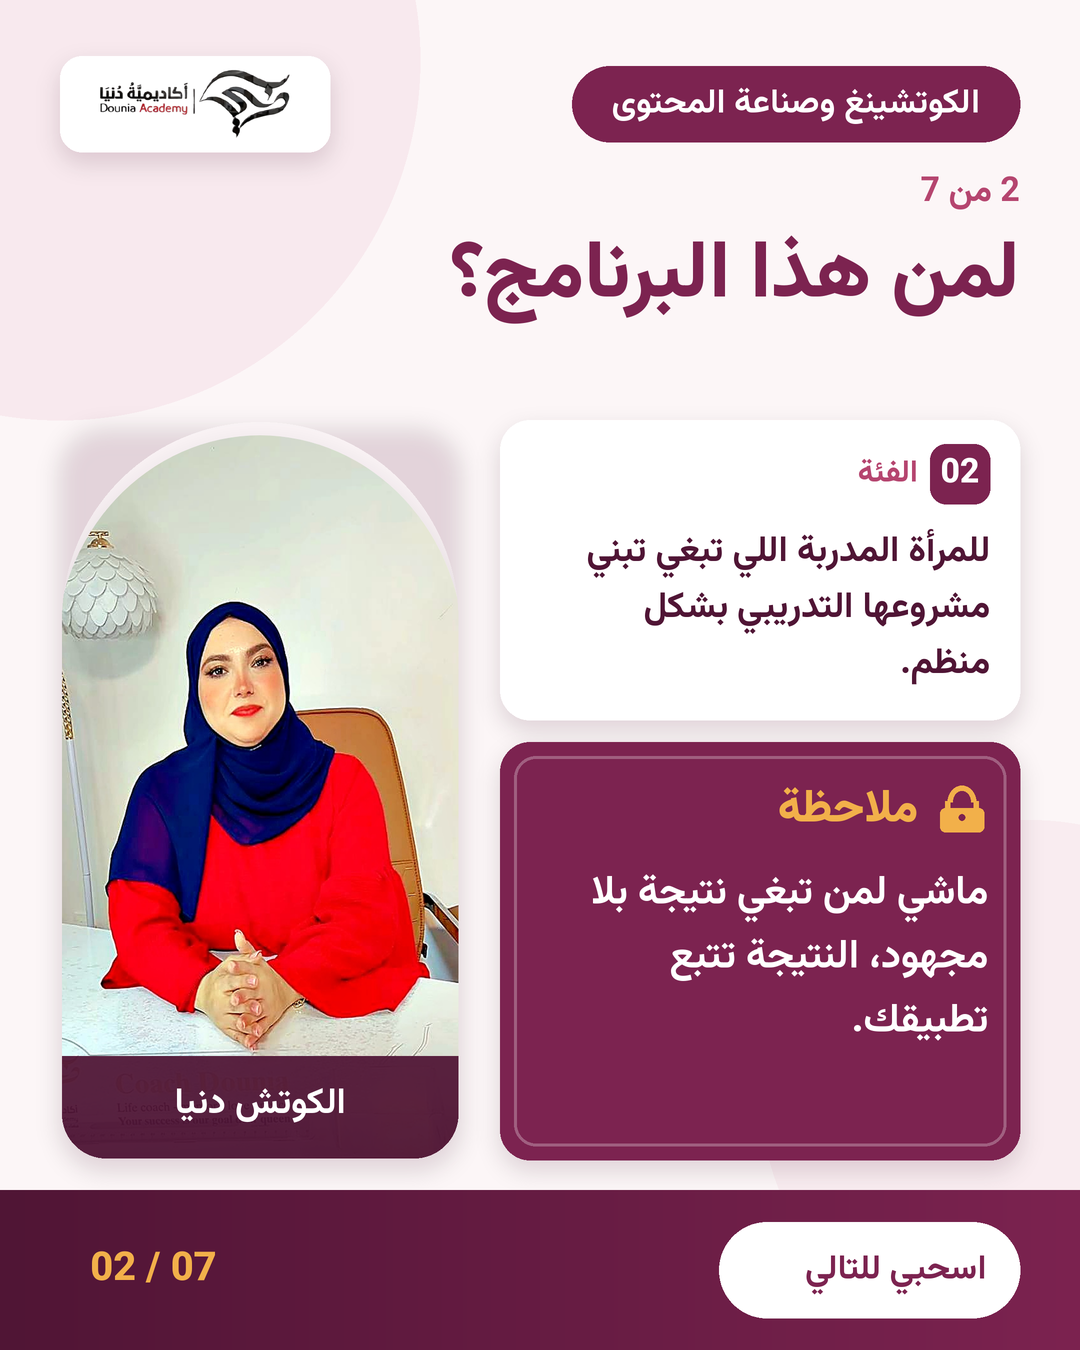 الكوتشينغ وصناعة المحتوى
أكاديميَّةُ دُنيَا
Dounia Academy
2 من 7
لمن هذا البرنامج؟
02 الفئة
للمرأة المدربة اللي تبغي تبني
مشروعها التدريبي بشكل
منظم.
ملاحظة
ماشي لمن تبغي نتيجة بلا
مجهود، النتيجة تتبع
تطبيقك.
الكوتش دنيا
اسحبي للتالي
02 / 07